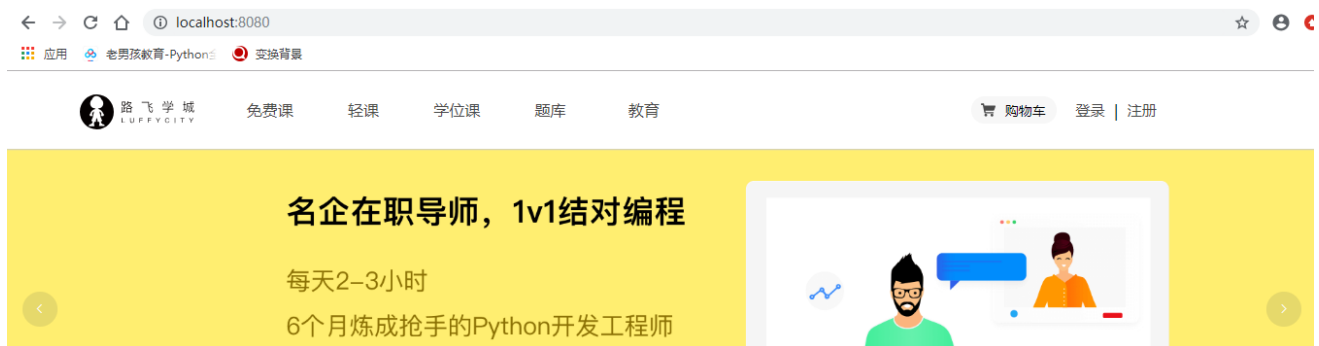 localhost:8080
应用 老男孩教育-Python 变换背景
路飞学城 免费课 轻课 学位课 题库 教育 购物车 登录 | 注册
LUFFYCITY
名企在职导师，1v1结对编程
每天2-3小时
6个月炼成抢手的Python开发工程师